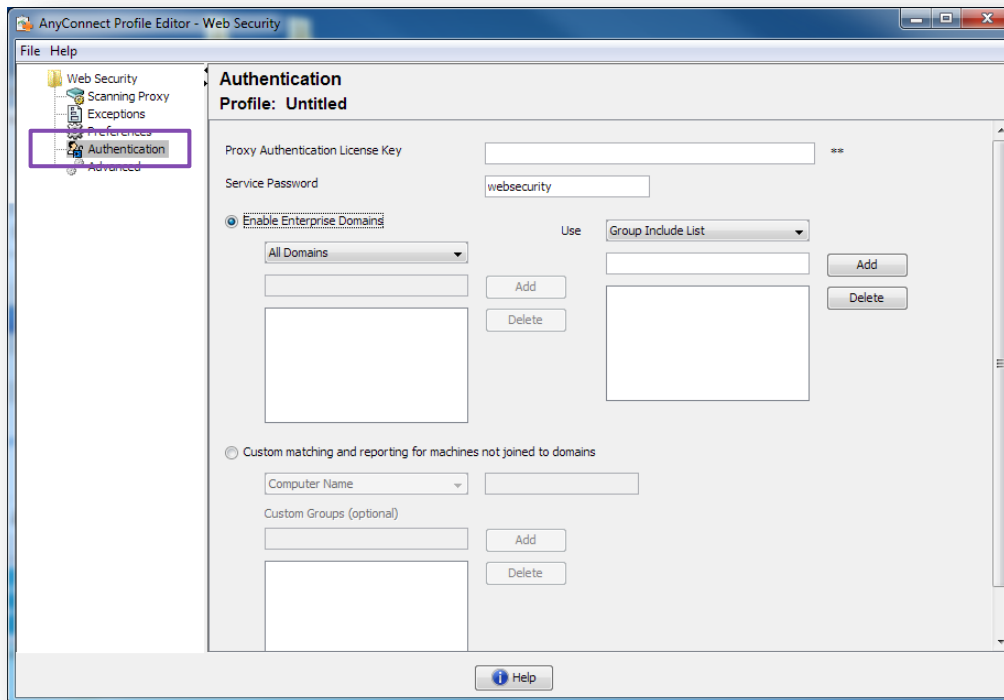 AnyConnect Profile Editor - Web Security
File Help
Web Security
Scanning Proxy
Exceptions
Preferences
Authentication
Advanced
Authentication
Profile: Untitled
Proxy Authentication License Key
**
Service Password
websecurity
Enable Enterprise Domains
Use
Group Include List
All Domains
Add
Add
Delete
Delete
Custom matching and reporting for machines not joined to domains
Computer Name
Custom Groups (optional)
Add
Delete
Help